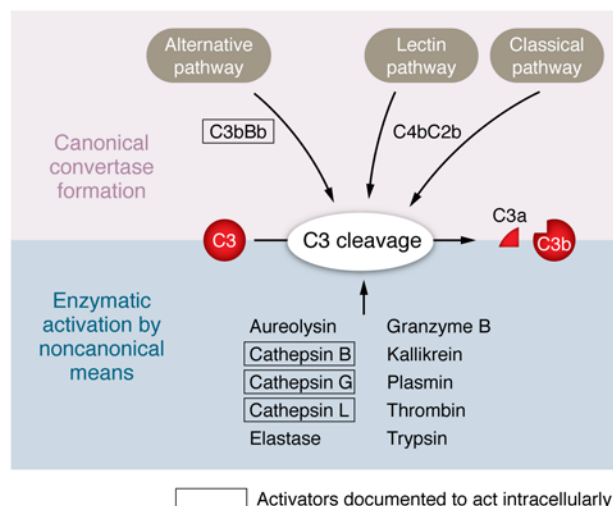 Alternative
pathway
Lectin
pathway
Classical
pathway
C3bBb
C4bC2b
Canonical
convertase
formation
C3
C3 cleavage
C3a
C3b
Enzymatic
activation by
noncanonical
means
Aureolysin
Cathepsin B
Cathepsin G
Cathepsin L
Elastase
Granzyme B
Kallikrein
Plasmin
Thrombin
Trypsin
Activators documented to act intracellularly